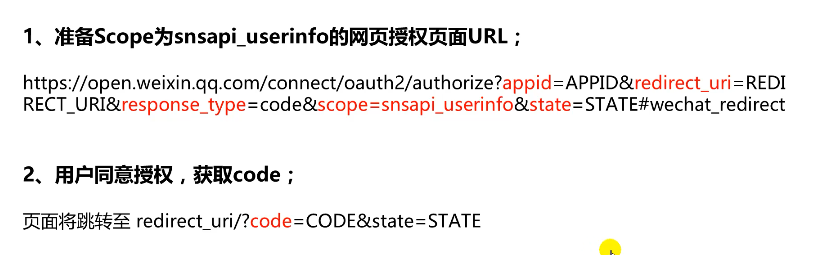 1、准备Scope为snsapi_userinfo的网页授权页面URL；
https://open.weixin.qq.com/connect/oauth2/authorize?appid=APPID&redirect_uri=REDI
RECT_URI&response_type=code&scope=snsapi_userinfo&state=STATE#wechat_redirect
2、用户同意授权，获取code；
页面将跳转至 redirect_uri/?code=CODE&state=STATE